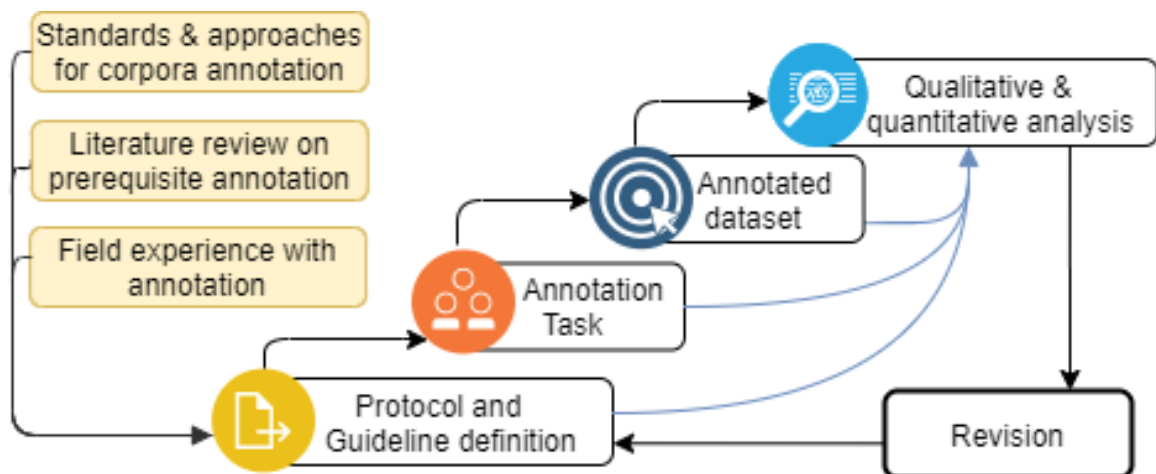 Standards & approaches
for corpora annotation
Literature review on
prerequisite annotation
Field experience with
annotation
Qualitative &
quantitative analysis
Annotated
dataset
Annotation
Task
Protocol and
Guideline definition
Revision